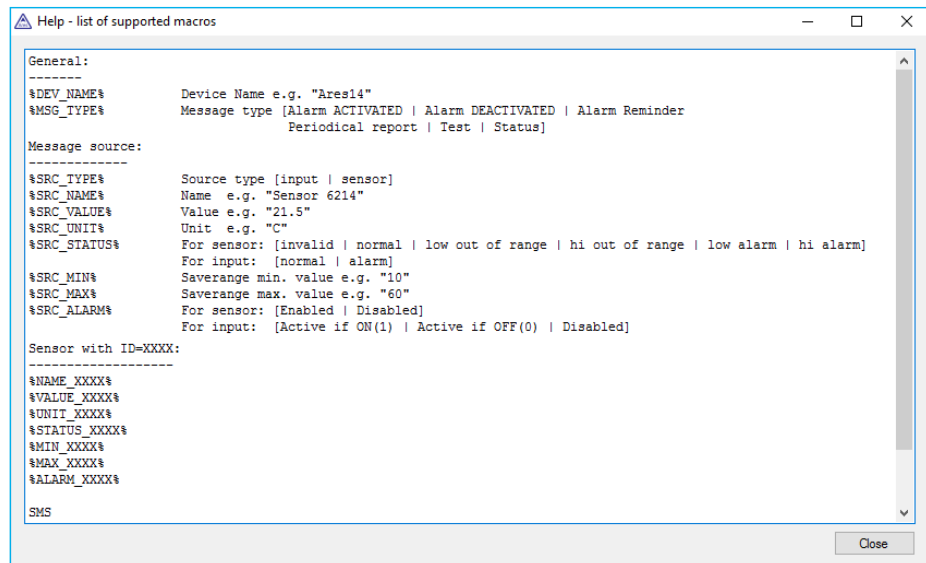 Help - list of supported macros
General:
-------
%DEV_NAME% Device Name e.g. "Ares14"
%MSG_TYPE% Message type [Alarm ACTIVATED | Alarm DEACTIVATED | Alarm Reminder
Periodical report | Test | Status]
Message source:
-------------
%SRC_TYPE% Source type [input | sensor]
%SRC_NAME% Name e.g. "Sensor 6214"
%SRC_VALUE% Value e.g. "21.5"
%SRC_UNIT% Unit e.g. "C"
%SRC_STATUS% For sensor: [invalid | normal | low out of range | hi out of range | low alarm | hi alarm]
For input: [normal | alarm]
%SRC_MIN% Saverange min. value e.g. "10"
%SRC_MAX% Saverange max. value e.g. "60"
%SRC_ALARM% For sensor: [Enabled | Disabled]
For input: [Active if ON(1) | Active if OFF(0) | Disabled]
Sensor with ID=XXXX:
-------------------
%NAME_XXXX%
%VALUE_XXXX%
%UNIT_XXXX%
%STATUS_XXXX%
%MIN_XXXX%
%MAX_XXXX%
%ALARM_XXXX%
SMS
Close